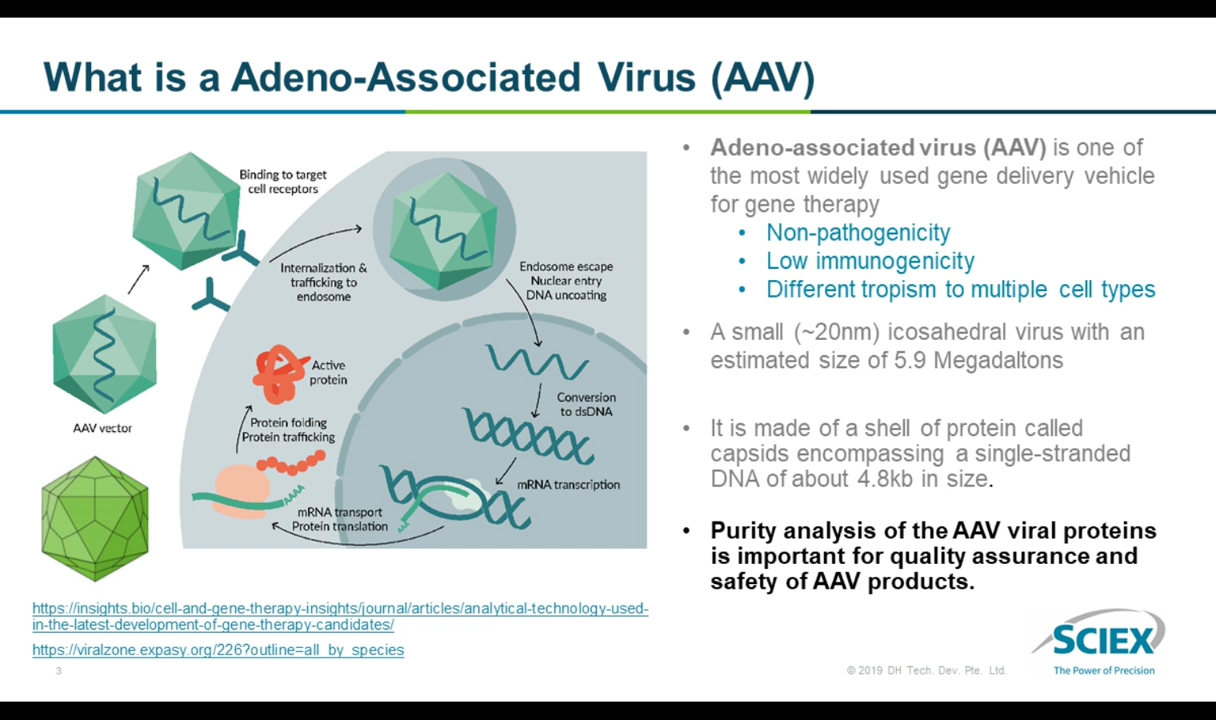 What is a Adeno-Associated Virus (AAV)
Binding to target
cell receptors
Internalization &
trafficking to
endosome
Endosome escape
Nuclear entry
DNA uncoating
Active
protein
Conversion
to dsDNA
AAV vector
Protein folding
Protein trafficking
mRNA transcription
AAAA
AA
mRNA transport
Protein translation
https://insights.bio/cell-and-gene-therapy-insights/journal/articles/analytical-technology-used-
in-the-latest-development-of-gene-therapy-candidates/
https://viralzone.expasy.org/226?outline=all_by_species
• Adeno-associated virus (AAV) is one of
the most widely used gene delivery vehicle
for gene therapy
• Non-pathogenicity
• Low immunogenicity
• Different tropism to multiple cell types
• A small (~20nm) icosahedral virus with an
estimated size of 5.9 Megadaltons
• It is made of a shell of protein called
capsids encompassing a single-stranded
DNA of about 4.8kb in size.
• Purity analysis of the AAV viral proteins
is important for quality assurance and
safety of AAV products.
SCIEX
The Power of Precision
3
© 2019 DH Tech. Dev. Pte. Ltd.